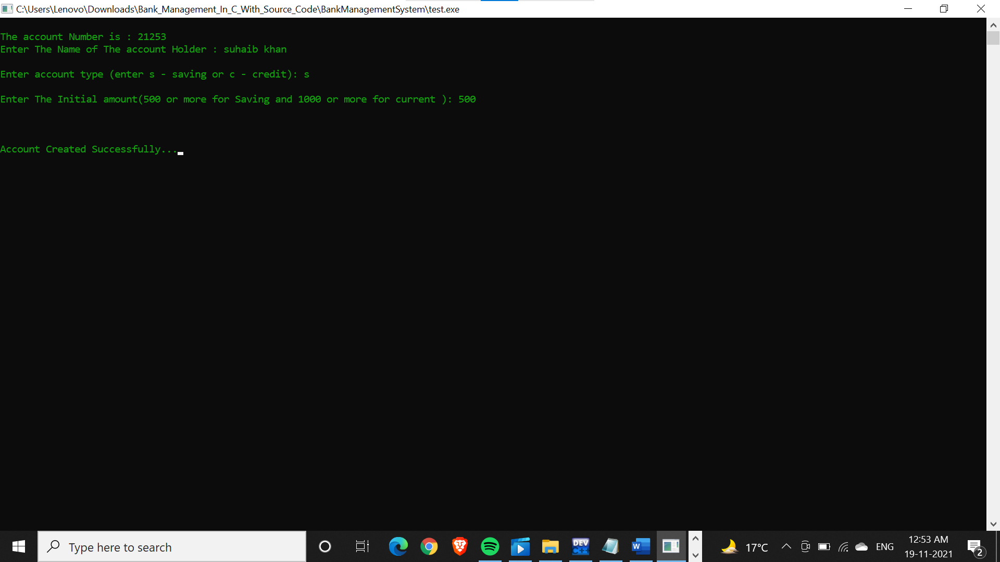 C:\Users\Lenovo\Downloads\Bank_Management_In_C_With_Source_Code\BankManagementSystem\test.exe
The account Number is : 21253
Enter The Name of The account Holder : suhaib khan
Enter account type (enter s - saving or c - credit): s
Enter The Initial amount(500 or more for Saving and 1000 or more for current ): 500
Account Created Successfully...
Type here to search
DEV C++
W
17°C
ENG
12:53 AM
19-11-2021
2